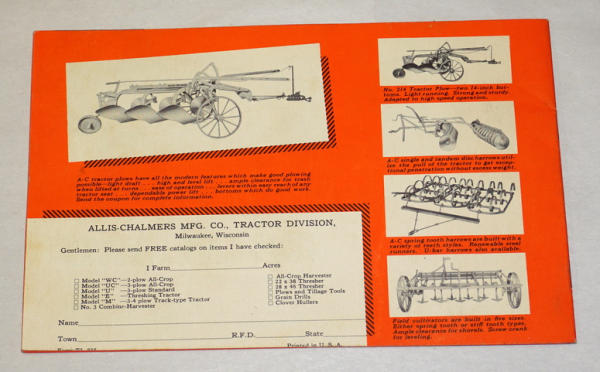 A-C tractor plows have all the modern features which make good plowing
possible—light draft . . . high and level lift . . . ample clearance for trash
when lifted at turns . . . ease of operation . . . levers within easy reach of any
tractor seat . . . dependable power lift . . . bottoms which do good work.
Send the coupon for complete information.
ALLIS-CHALMERS MFG. CO., TRACTOR DIVISION,
Milwaukee, Wisconsin
Gentlemen: Please send FREE catalogs on items I have checked:
I Farm Acres
Model "WC"—2-plow All-Crop
Model "UC"—3-plow All-Crop
Model "U"—3-plow Standard
Model "E"—Threshing Tractor
Model "M"—3-4 plow Track-type Tractor
No. 3 Combine-Harvester
All-Crop Harvester
22 x 36 Thresher
28 x 46 Thresher
Plows and Tillage Tools
Grain Drills
Clover Hullers
Name
Town R.F.D. State
Printed in U. S. A.
No. 214 Tractor Plow—two 14-inch bot-
toms. Light running. Strong and sturdy.
Adapted to high speed operation.
A-C single and tandem disc harrows util-
ize the pull of the tractor to get excep-
tional penetration without excess weight.
A-C spring tooth harrows are built with a
variety of teeth styles. Renewable steel
runners. U-bar harrows also available.
Field cultivators are built in five sizes.
Either spring tooth or stiff tooth types.
Ample clearance for shovels. Screw crank
for leveling.